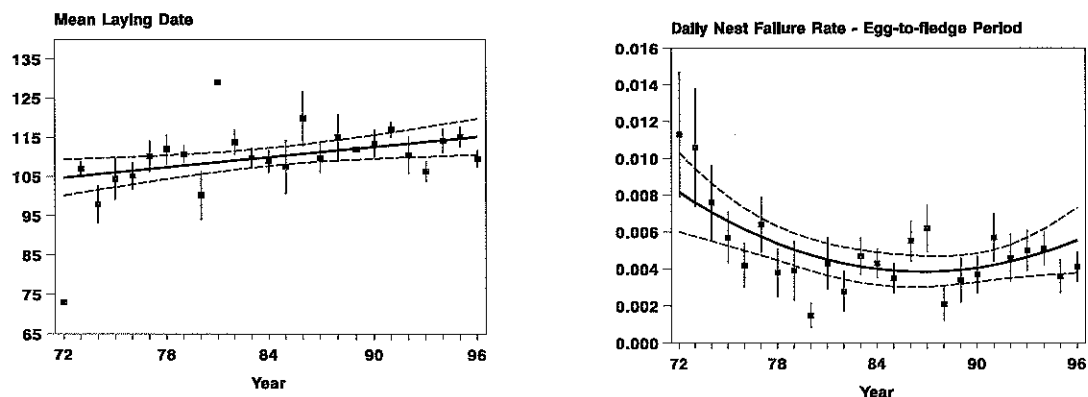 Mean Laying Date
135
125
115
105
95
85
75
65
72 78 84 90 96
Year
Daily Nest Failure Rate - Egg-to-fledge Period
0.016
0.014
0.012
0.010
0.008
0.006
0.004
0.002
0.000
72 78 84 90 96
Year